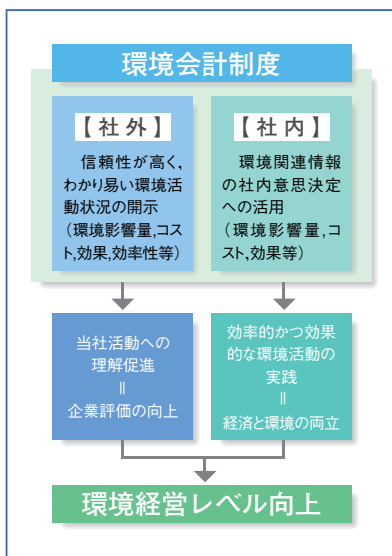 環境会計制度
【社外】
信頼性が高く,
わかり易い環境活
動状況の開示
(環境影響量,コス
ト,効果,効率性等)
【社内】
環境関連情報
の社内意思決定
への活用
(環境影響量,コ
スト,効果等)
当社活動への
理解促進
=
企業評価の向上
効率的かつ効果
的な環境活動の
実践
=
経済と環境の両立
環境経営レベル向上